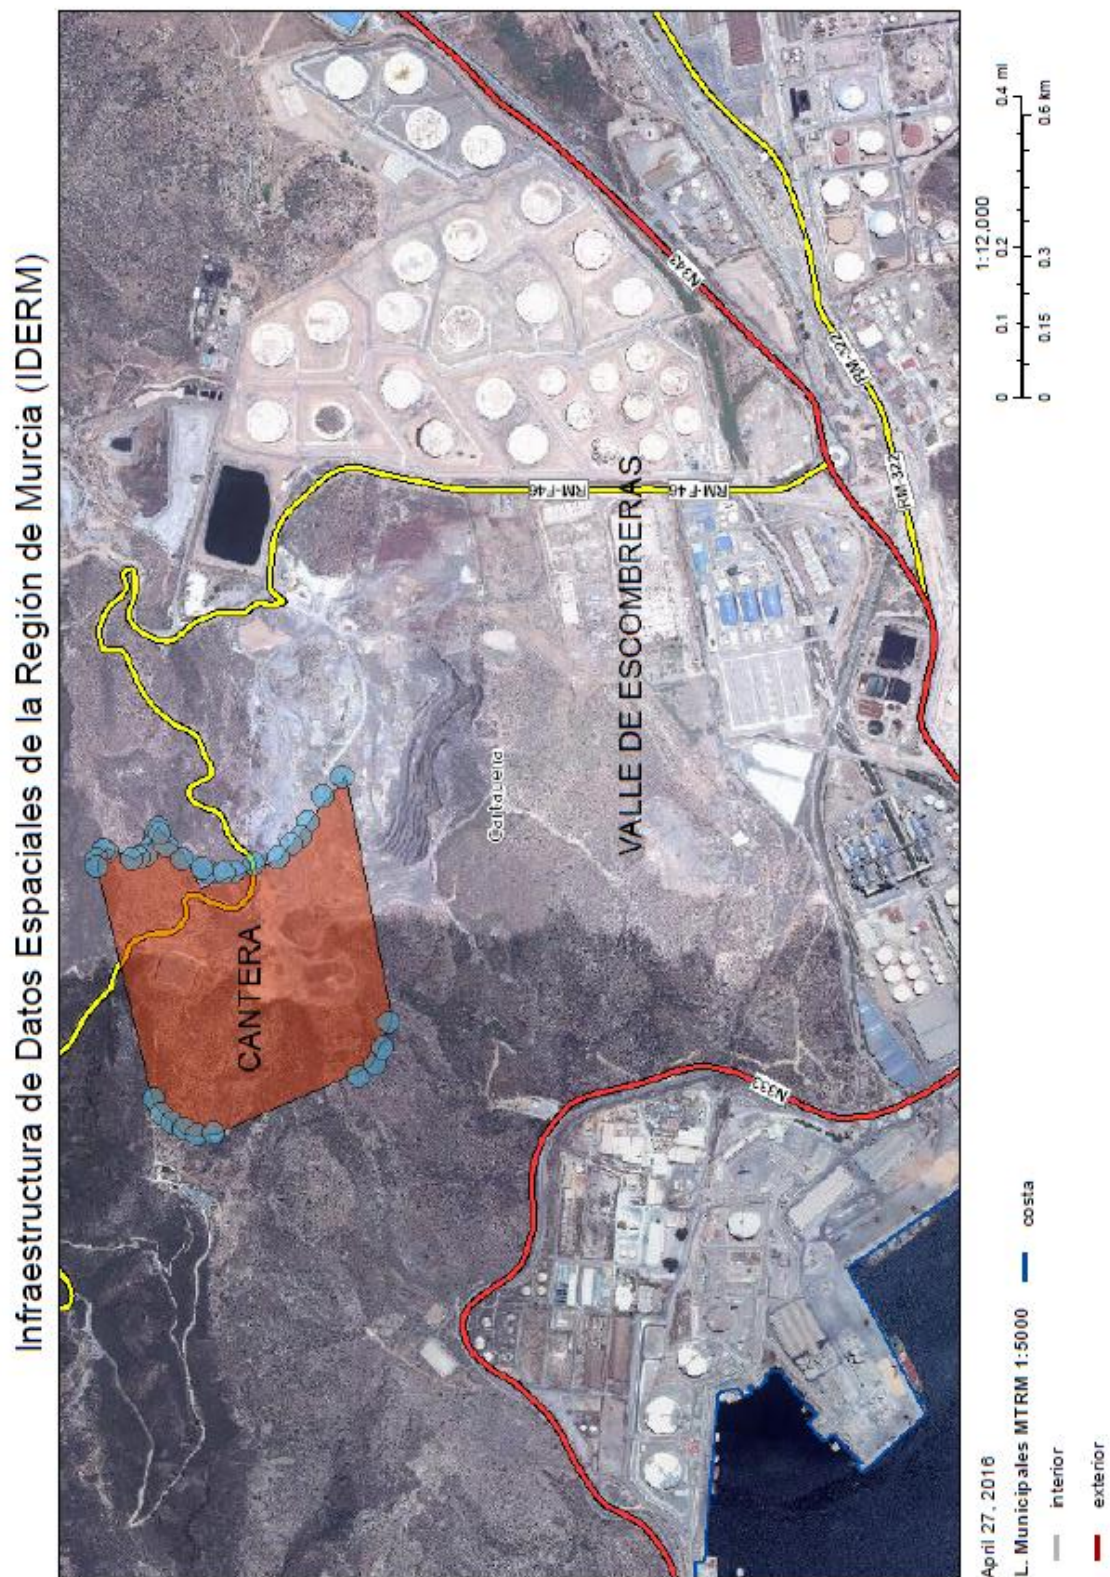 Infraestructura de Datos Espaciales de la Región de Murcia (IDERM)
CANTERA
VALLE DE ESCOMBRERAS
N343
RM-F46
RM-F46
RM-322
RM-322
N333
April 27, 2016
L. Municipales MTRM 1:5000
interior
exterior
costa
1:12,000
0 0.1 0.2 0.4 mi
0 0.15 0.3 0.6 km